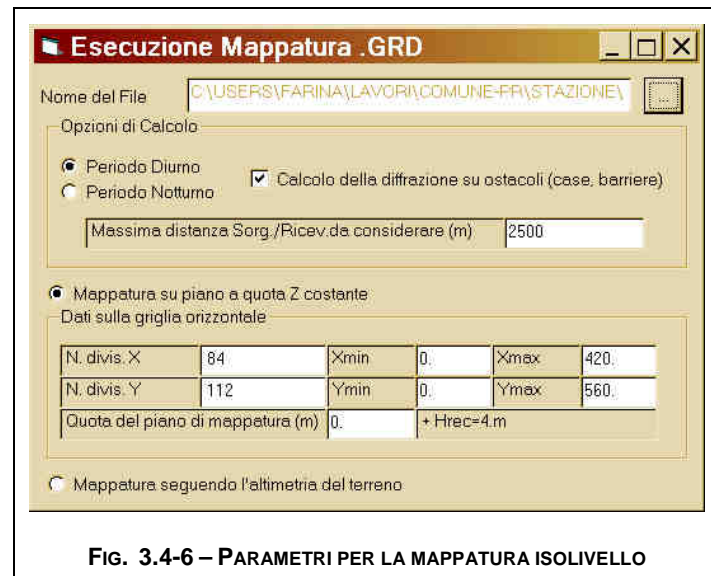 Esecuzione Mappatura .GRD
Nome del File C:\USERS\FARINA\LAVORI\COMUNE-PR\STAZIONE\ ...
Opzioni di Calcolo
Periodo Diurno
Periodo Notturno
Calcolo della diffrazione su ostacoli (case, barriere)
Massima distanza Sorg./Ricev.da considerare (m) 2500
Mappatura su piano a quota Z costante
Dati sulla griglia orizzontale
N. divis. X 84 Xmin 0. Xmax 420.
N. divis. Y 112 Ymin 0. Ymax 560.
Quota del piano di mappatura (m) 0. + Hrec=4.m
Mappatura seguendo l'altimetria del terreno
FIG. 3.4-6 – PARAMETRI PER LA MAPPATURA ISOLIVELLO